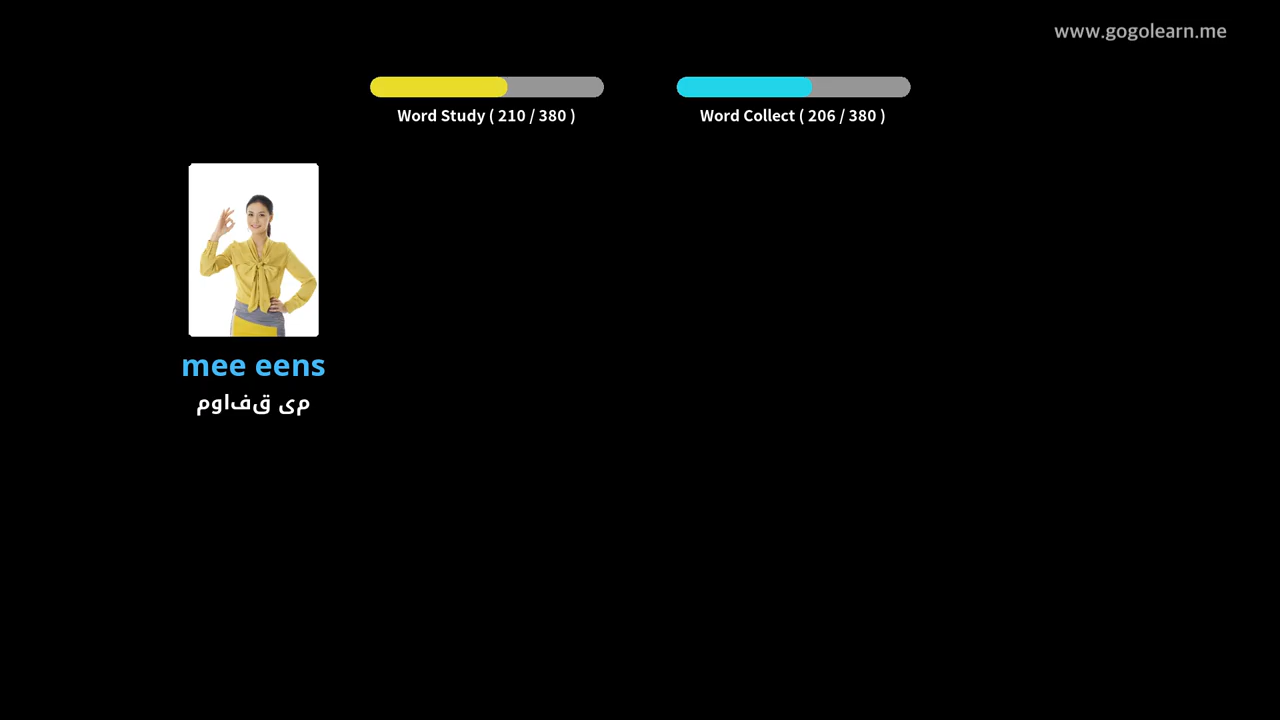 www.gogolearn.me
Word Study ( 210 / 380 )
Word Collect ( 206 / 380 )
mee eens
می قفاوم